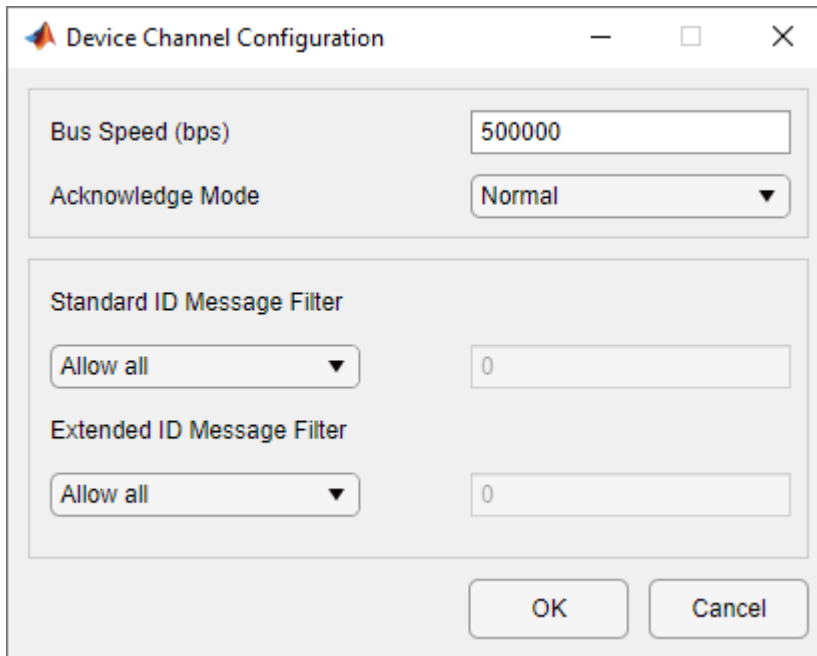 Device Channel Configuration
Bus Speed (bps) 500000
Acknowledge Mode Normal
Standard ID Message Filter
Allow all 0
Extended ID Message Filter
Allow all 0
OK Cancel